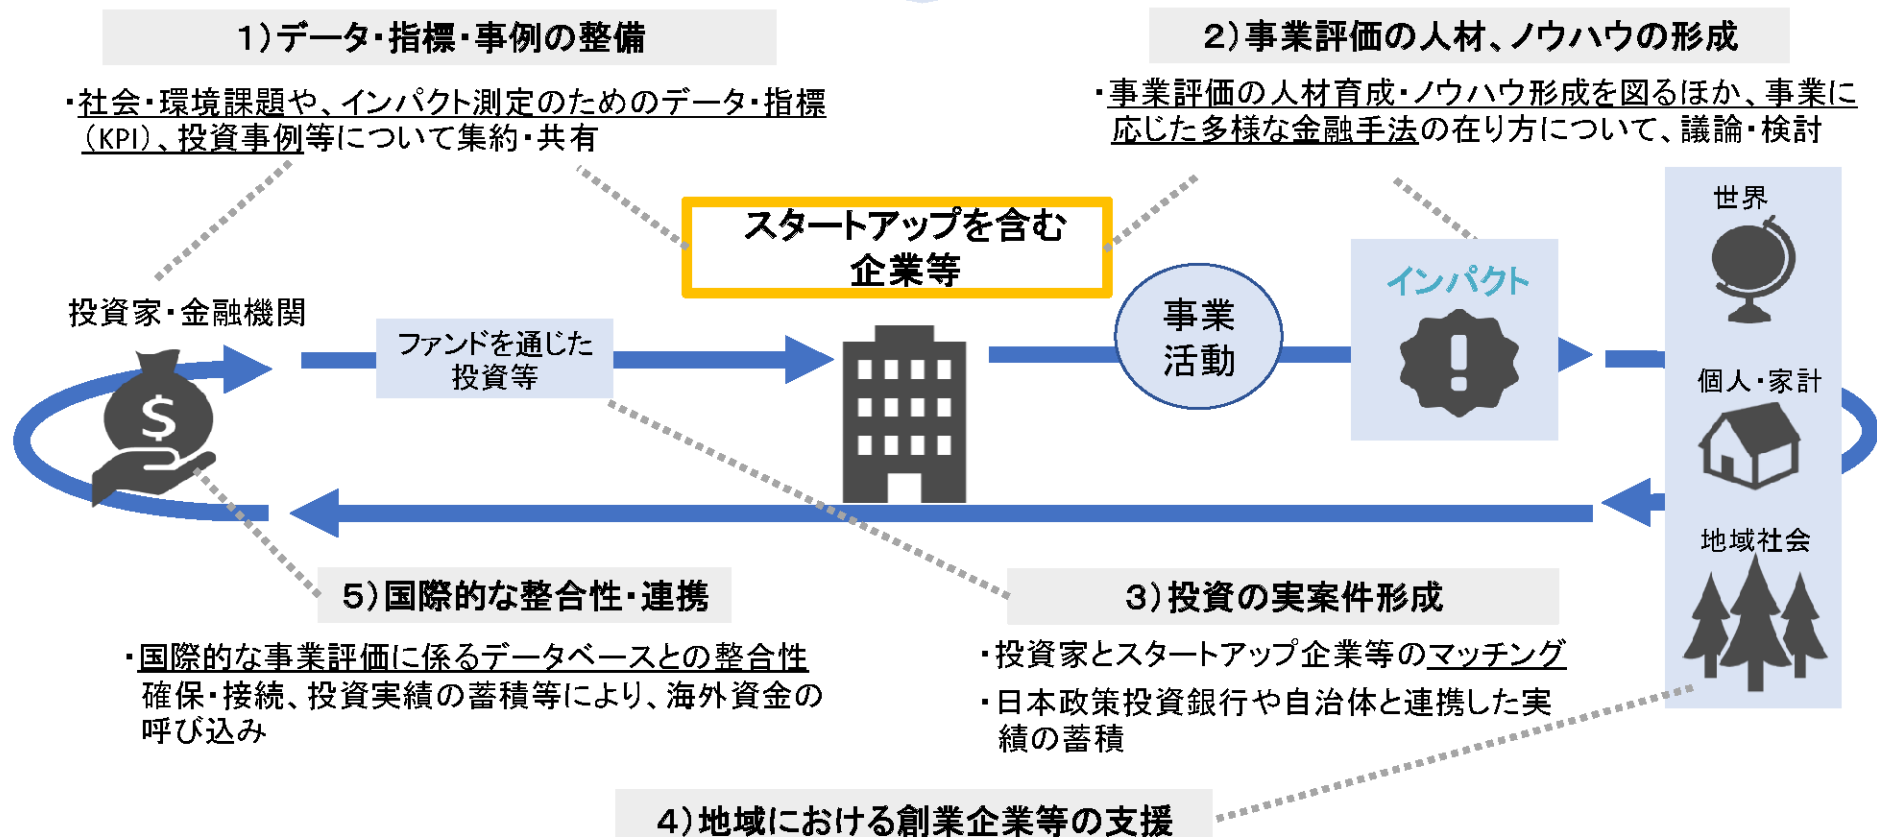 1）データ・指標・事例の整備
・社会・環境課題や、インパクト測定のためのデータ・指標
（KPI）、投資事例等について集約・共有
2）事業評価の人材、ノウハウの形成
・事業評価の人材育成・ノウハウ形成を図るほか、事業に
応じた多様な金融手法の在り方について、議論・検討
スタートアップを含む
企業等
投資家・金融機関
$
ファンドを通じた
投資等
事業
活動
インパクト
世界
個人・家計
地域社会
5）国際的な整合性・連携
・国際的な事業評価に係るデータベースとの整合性
確保・接続、投資実績の蓄積等により、海外資金の
呼び込み
3）投資の実案件形成
・投資家とスタートアップ企業等のマッチング
・日本政策投資銀行や自治体と連携した実
績の蓄積
4）地域における創業企業等の支援